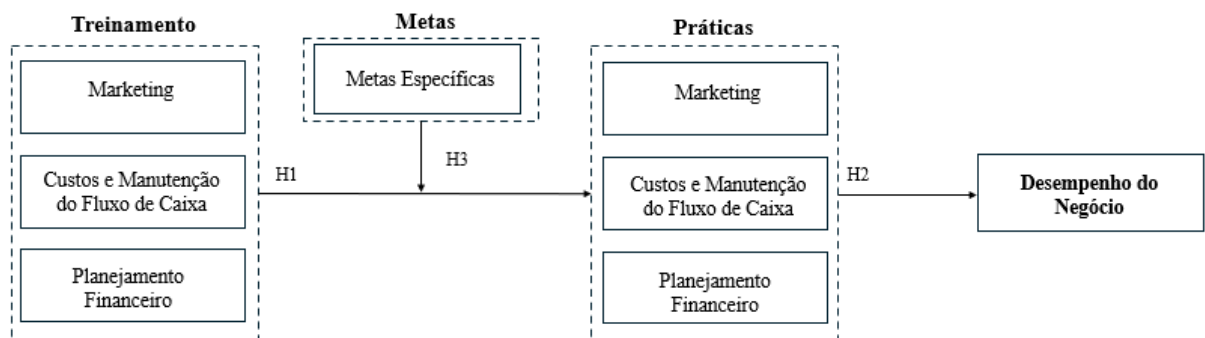 Treinamento
Marketing
Custos e Manutenção
do Fluxo de Caixa
Planejamento
Financeiro
H1
Metas
Metas Específicas
H3
Práticas
Marketing
Custos e Manutenção
do Fluxo de Caixa
Planejamento
Financeiro
H2
Desempenho do
Negócio